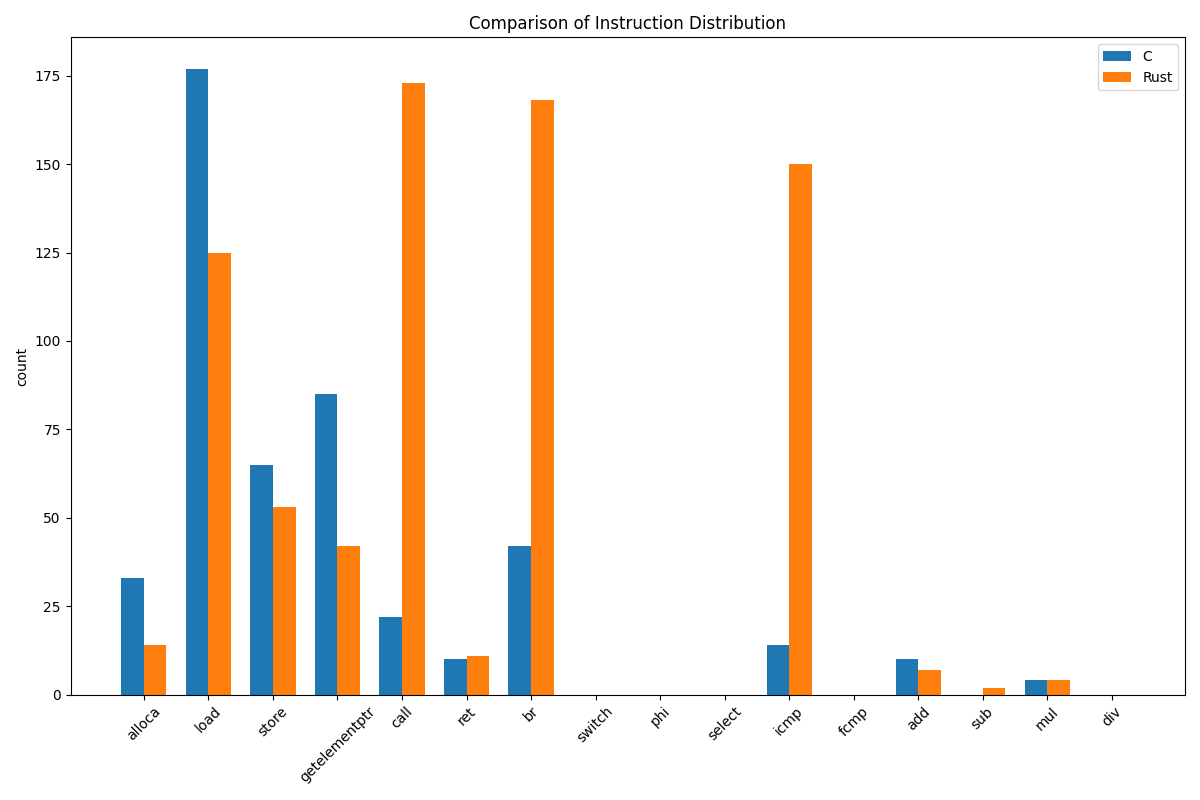 Comparison of Instruction Distribution
C
Rust
count
175
150
125
100
75
50
25
0
alloca
load
store
getelementptr
call
ret
br
switch
phi
select
icmp
fcmp
add
sub
mul
div